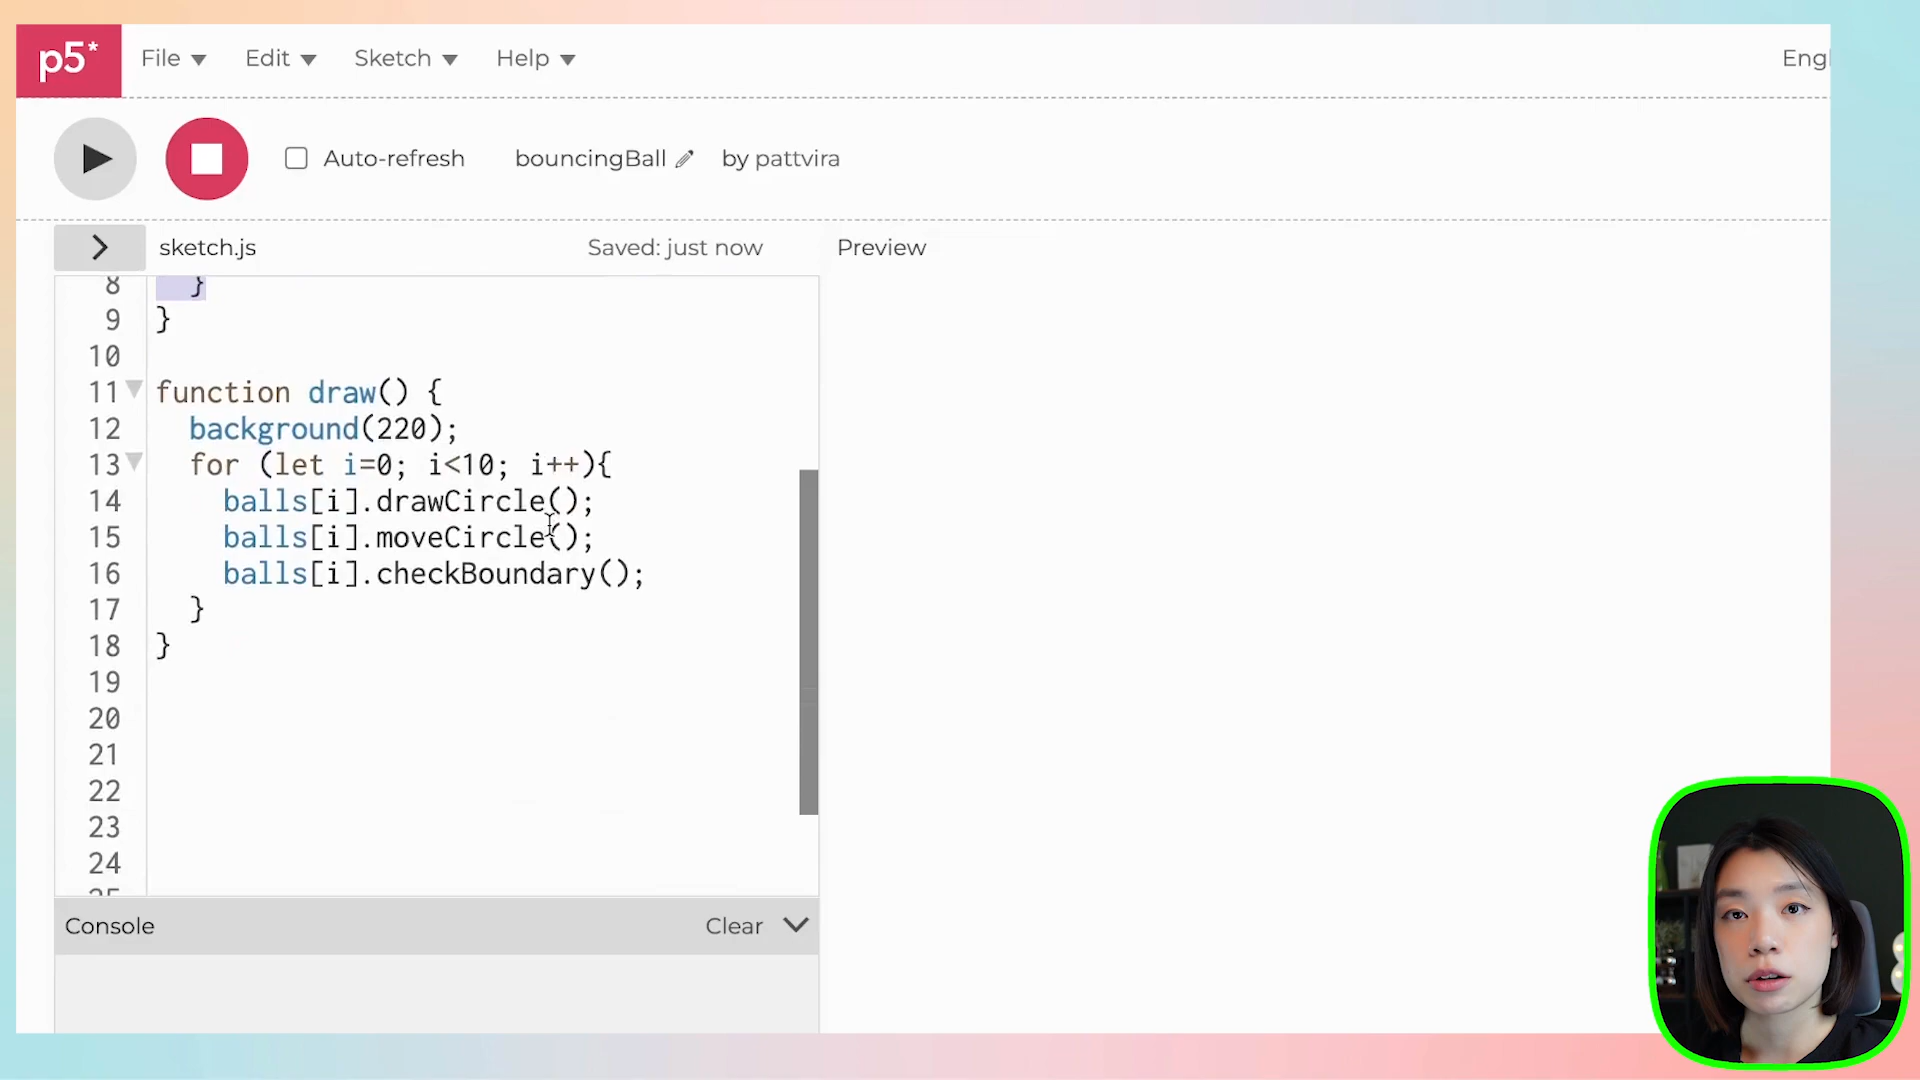 p5* File Edit Sketch Help Engl
Auto-refresh bouncingBall by pattvira
sketch.js Saved: just now Preview
8 }
9 }
10
11 function draw() {
12 background(220);
13 for (let i=0; i<10; i++){
14 balls[i].drawCircle();
15 balls[i].moveCircle();
16 balls[i].checkBoundary();
17 }
18 }
19
20
21
22
23
24
Console Clear